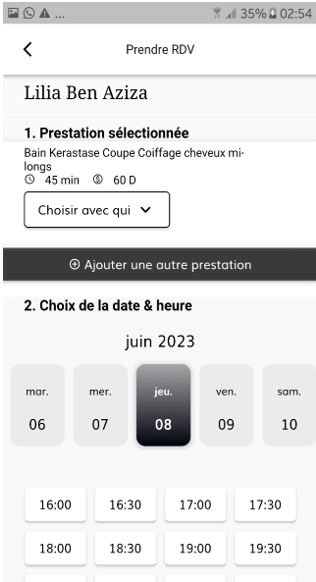 ... 35% 02:54
Prendre RDV
Lilia Ben Aziza
1. Prestation sélectionnée
Bain Kerastase Coupe Coiffage cheveux mi-
longs
45 min 60 D
Choisir avec qui
Ajouter une autre prestation
2. Choix de la date & heure
juin 2023
mar. mer. jeu. ven. sam.
06 07 08 09 10
16:00 16:30 17:00 17:30
18:00 18:30 19:00 19:30